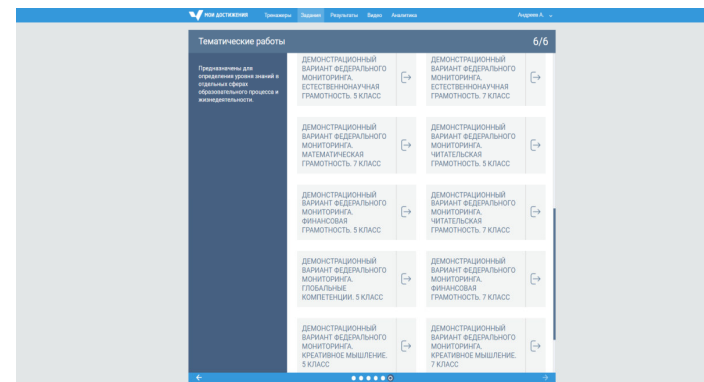 МОИ ДОСТИЖЕНИЯ Тренажеры Задания Результаты Видео Аналитика Андреев А.
Тематические работы 6/6
Предназначены для
определения уровня знаний в
отдельных сферах
образовательного процесса и
жизнедеятельности.
ДЕМОНСТРАЦИОННЫЙ
ВАРИАНТ ФЕДЕРАЛЬНОГО
МОНИТОРИНГА.
ЕСТЕСТВЕННОНАУЧНАЯ
ГРАМОТНОСТЬ. 5 КЛАСС
ДЕМОНСТРАЦИОННЫЙ
ВАРИАНТ ФЕДЕРАЛЬНОГО
МОНИТОРИНГА.
ЕСТЕСТВЕННОНАУЧНАЯ
ГРАМОТНОСТЬ. 7 КЛАСС
ДЕМОНСТРАЦИОННЫЙ
ВАРИАНТ ФЕДЕРАЛЬНОГО
МОНИТОРИНГА.
МАТЕМАТИЧЕСКАЯ
ГРАМОТНОСТЬ. 7 КЛАСС
ДЕМОНСТРАЦИОННЫЙ
ВАРИАНТ ФЕДЕРАЛЬНОГО
МОНИТОРИНГА.
ЧИТАТЕЛЬСКАЯ
ГРАМОТНОСТЬ. 5 КЛАСС
ДЕМОНСТРАЦИОННЫЙ
ВАРИАНТ ФЕДЕРАЛЬНОГО
МОНИТОРИНГА.
ФИНАНСОВАЯ
ГРАМОТНОСТЬ. 5 КЛАСС
ДЕМОНСТРАЦИОННЫЙ
ВАРИАНТ ФЕДЕРАЛЬНОГО
МОНИТОРИНГА.
ЧИТАТЕЛЬСКАЯ
ГРАМОТНОСТЬ. 7 КЛАСС
ДЕМОНСТРАЦИОННЫЙ
ВАРИАНТ ФЕДЕРАЛЬНОГО
МОНИТОРИНГА.
ГЛОБАЛЬНЫЕ
КОМПЕТЕНЦИИ. 5 КЛАСС
ДЕМОНСТРАЦИОННЫЙ
ВАРИАНТ ФЕДЕРАЛЬНОГО
МОНИТОРИНГА.
ФИНАНСОВАЯ
ГРАМОТНОСТЬ. 7 КЛАСС
ДЕМОНСТРАЦИОННЫЙ
ВАРИАНТ ФЕДЕРАЛЬНОГО
МОНИТОРИНГА.
КРЕАТИВНОЕ МЫШЛЕНИЕ.
5 КЛАСС
ДЕМОНСТРАЦИОННЫЙ
ВАРИАНТ ФЕДЕРАЛЬНОГО
МОНИТОРИНГА.
КРЕАТИВНОЕ МЫШЛЕНИЕ.
7 КЛАСС